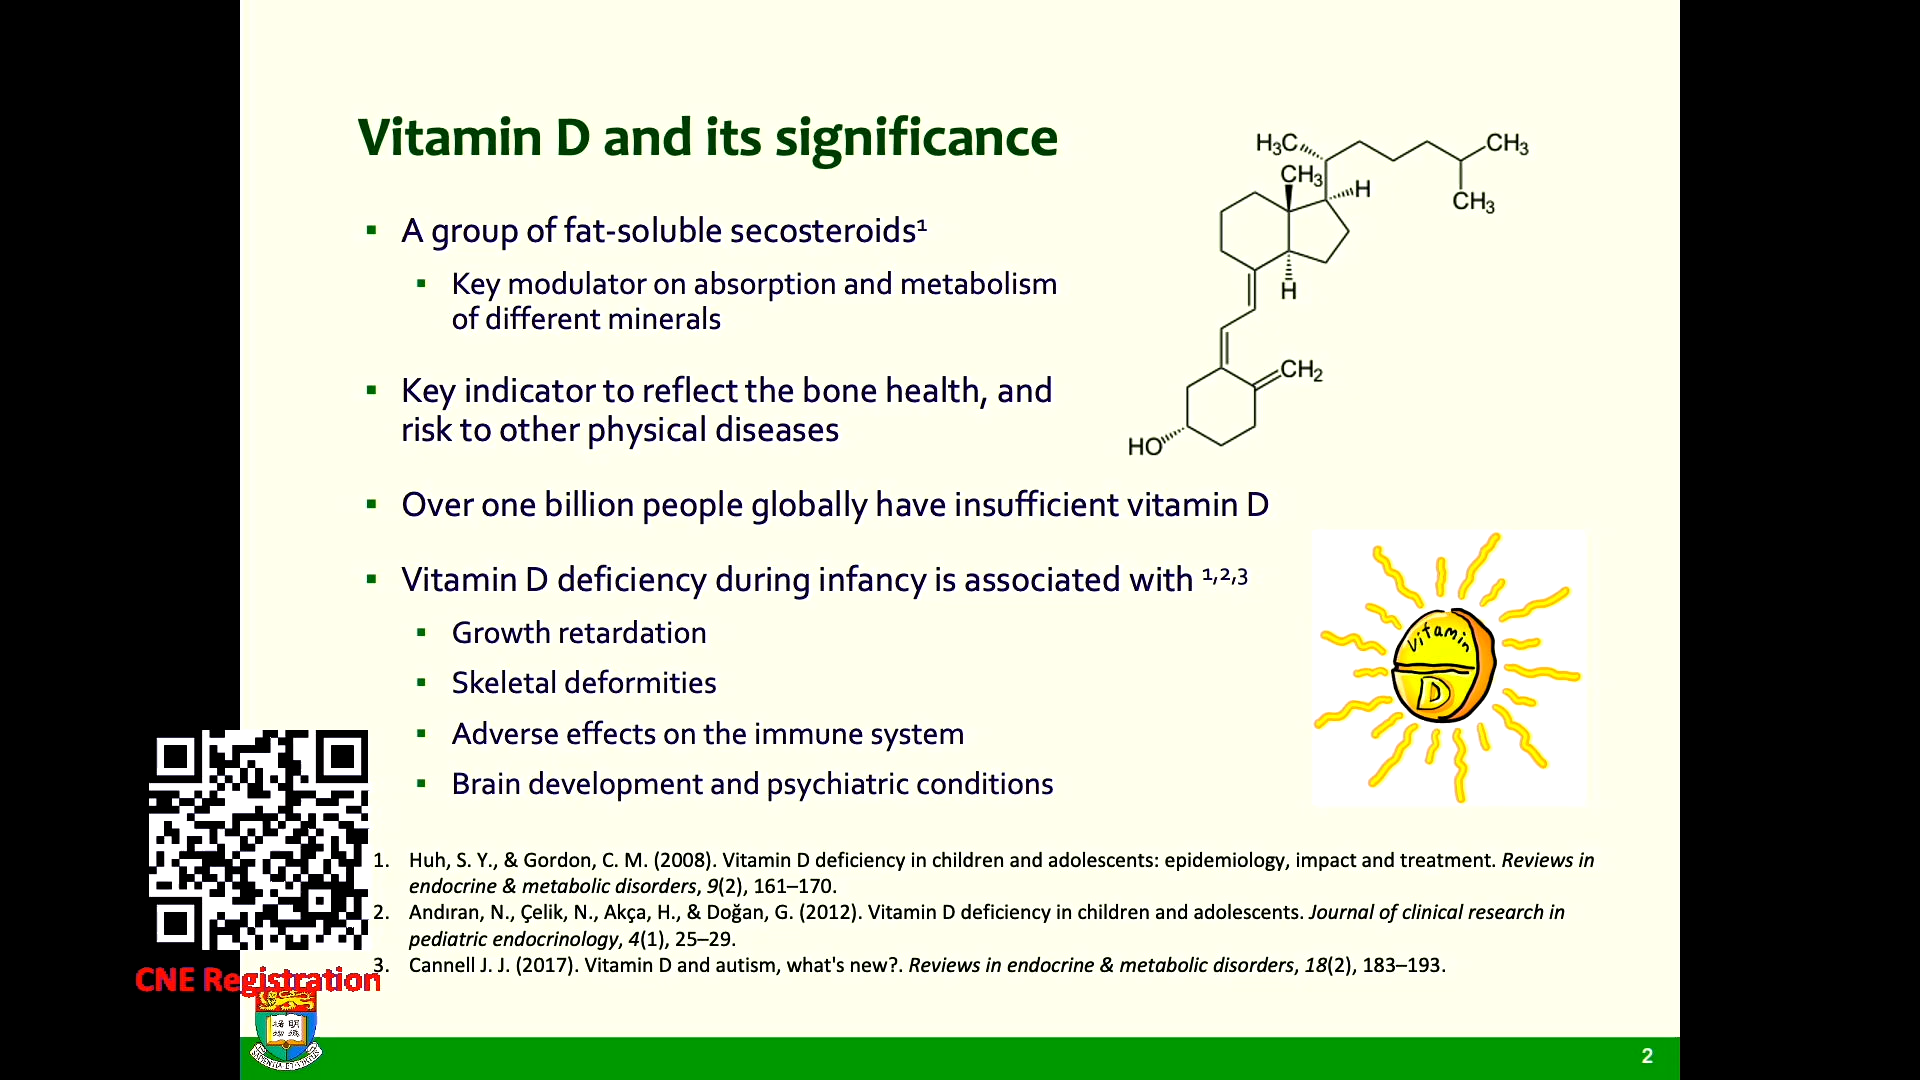 Vitamin D and its significance
▪ A group of fat-soluble secosteroids¹
▪ Key modulator on absorption and metabolism
of different minerals
▪ Key indicator to reflect the bone health, and
risk to other physical diseases
▪ Over one billion people globally have insufficient vitamin D
▪ Vitamin D deficiency during infancy is associated with ¹,²,³
▪ Growth retardation
▪ Skeletal deformities
▪ Adverse effects on the immune system
▪ Brain development and psychiatric conditions
H₃C
CH₃
CH₃
H
CH₃
H
CH₂
HO
Vitamin
D
1. Huh, S. Y., & Gordon, C. M. (2008). Vitamin D deficiency in children and adolescents: epidemiology, impact and treatment. Reviews in
endocrine & metabolic disorders, 9(2), 161–170.
2. Andıran, N., Çelik, N., Akça, H., & Doğan, G. (2012). Vitamin D deficiency in children and adolescents. Journal of clinical research in
pediatric endocrinology, 4(1), 25–29.
3. Cannell J. J. (2017). Vitamin D and autism, what's new?. Reviews in endocrine & metabolic disorders, 18(2), 183–193.
CNE Registration
2